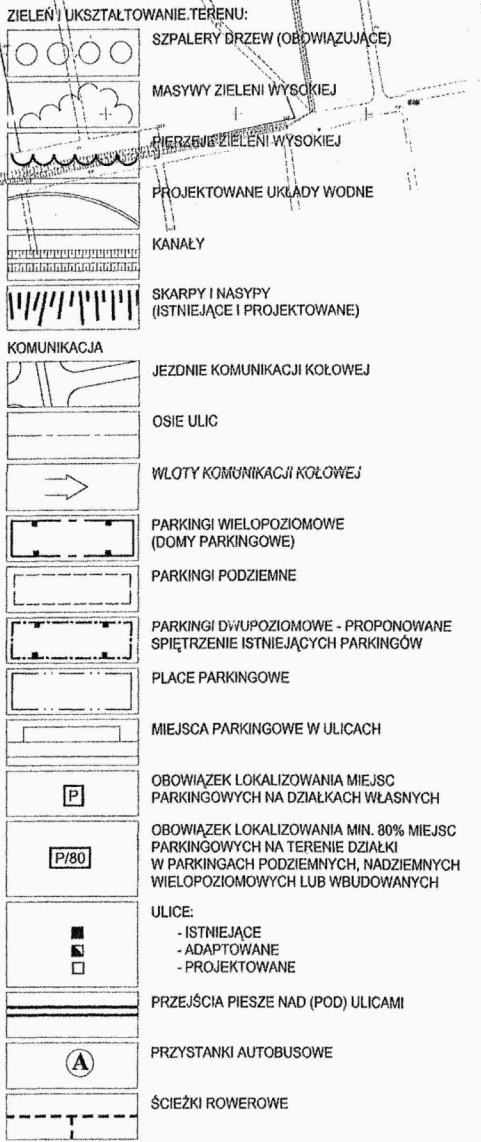 ZIELEŃ I UKSZTAŁTOWANIE TERENU:
SZPALERY DRZEW (OBOWIĄZUJĄCE)
MASYWY ZIELENI WYSOKIEJ
PIERZEJE ZIELENI WYSOKIEJ
PROJEKTOWANE UKŁADY WODNE
KANAŁY
SKARPY I NASYPY
(ISTNIEJĄCE I PROJEKTOWANE)
KOMUNIKACJA
JEZDNIE KOMUNIKACJI KOŁOWEJ
OSIE ULIC
WLOTY KOMUNIKACJI KOŁOWEJ
PARKINGI WIELOPOZIOMOWE
(DOMY PARKINGOWE)
PARKINGI PODZIEMNE
PARKINGI DWUPOZIOMOWE - PROPONOWANE
SPIĘTRZENIE ISTNIEJĄCYCH PARKINGÓW
PLACE PARKINGOWE
MIEJSCA PARKINGOWE W ULICACH
P
OBOWIĄZEK LOKALIZOWANIA MIEJSC
PARKINGOWYCH NA DZIAŁKACH WŁASNYCH
P/80
OBOWIĄZEK LOKALIZOWANIA MIN. 80% MIEJSC
PARKINGOWYCH NA TERENIE DZIAŁKI
W PARKINGACH PODZIEMNYCH, NADZIEMNYCH
WIELOPOZIOMOWYCH LUB WBUDOWANYCH
ULICE:
- ISTNIEJĄCE
- ADAPTOWANE
- PROJEKTOWANE
PRZEJŚCIA PIESZE NAD (POD) ULICAMI
A
PRZYSTANKI AUTOBUSOWE
ŚCIEŻKI ROWEROWE